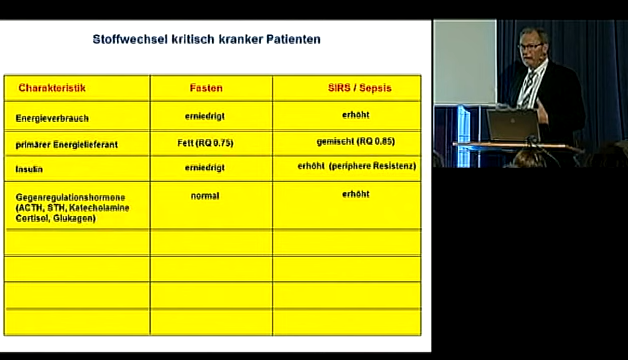 Stoffwechsel kritisch kranker Patienten
Charakteristik Fasten SIRS / Sepsis
Energieverbrauch erniedrigt erhöht
primärer Energielieferant Fett (RQ 0.75) gemischt (RQ 0.85)
Insulin erniedrigt erhöht (periphere Resistenz)
Gegenregulationshormone normal erhöht
(ACTH, STH, Katecholamine
Cortisol, Glukagon)